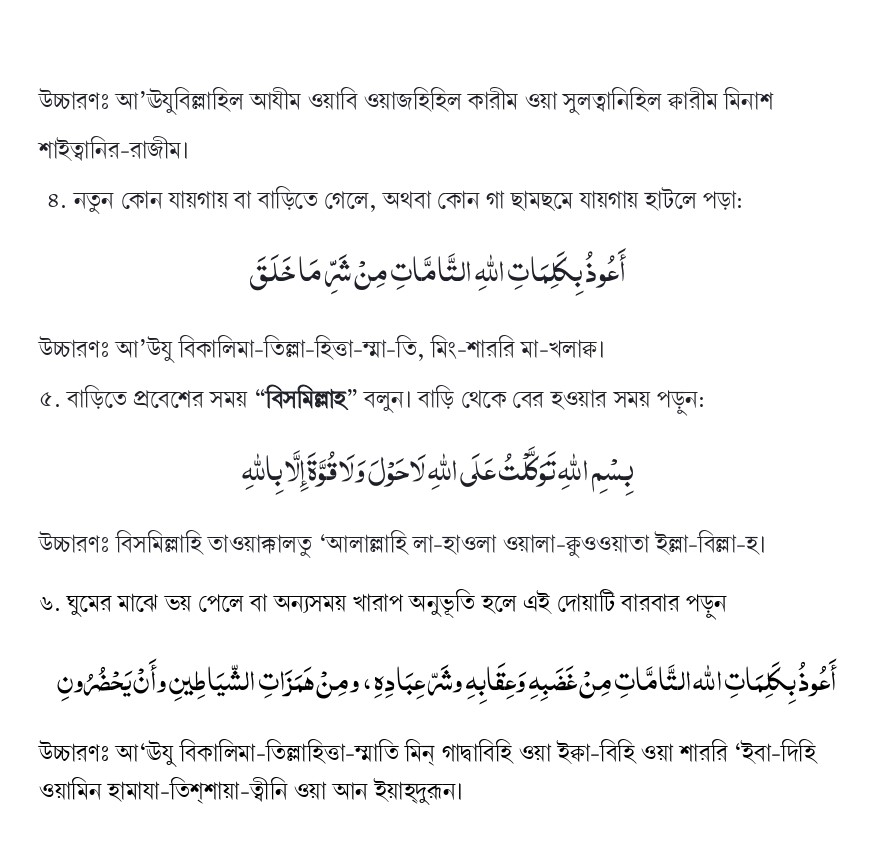 উচ্চারণঃ আ’ঊযুবিল্লাহিল আযীম ওয়াবি ওয়াজহিহিল কারীম ওয়া সুলত্বানিহিল ক্বারীম মিনাশ
শাইত্বানির-রাজীম।
৪. নতুন কোন যায়গায় বা বাড়িতে গেলে, অথবা কোন গা ছামছমে যায়গায় হাটলে পড়া:
أَعُوذُ بِكَلِمَاتِ اللهِ التَّامَّاتِ مِنْ شَرِّ مَا خَلَقَ
উচ্চারণঃ আ’উযু বিকালিমা-তিল্লা-হিত্তা-ম্মা-তি, মিং-শাররি মা-খলাক্ব।
৫. বাড়িতে প্রবেশের সময় “বিসমিল্লাহ” বলুন। বাড়ি থেকে বের হওয়ার সময় পড়ুন:
بِسْمِ اللهِ تَوَكَّلْتُ عَلَى اللهِ لَا حَوْلَ وَلَا قُوَّةَ إِلَّا بِاللهِ
উচ্চারণঃ বিসমিল্লাহি তাওয়াক্কালতু ‘আলাল্লাহি লা-হাওলা ওয়ালা-ক্বুওওয়াতা ইল্লা-বিল্লা-হ।
৬. ঘুমের মাঝে ভয় পেলে বা অন্যসময় খারাপ অনুভূতি হলে এই দোয়াটি বারবার পড়ুন
أَعُوذُ بِكَلِمَاتِ الله التَّامَّاتِ مِنْ غَضَبِهِ وَعِقَابِهِ وشَرِّ عِبَادِهِ ، ومِنْ هَمَزَاتِ الشِّيَاطِينِ وأَنْ يَحْضُرُونِ
উচ্চারণঃ আ‘ঊযু বিকালিমা-তিল্লাহিত্তা-ম্মাতি মিন্ গাদ্বাবিহি ওয়া ইক্বা-বিহি ওয়া শাররি ‘ইবা-দিহি
ওয়ামিন হামাযা-তিশ্শায়া-ত্বীনি ওয়া আন ইয়াহ্দুরূন।